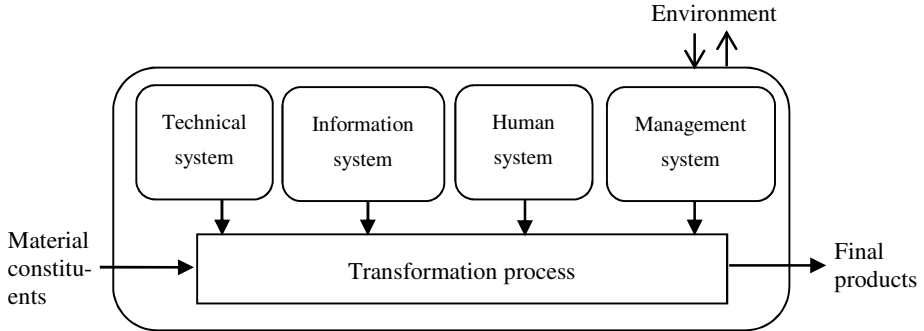 Environment
Technical
system
Information
system
Human
system
Management
system
Material
constitu-
ents
Transformation process
Final
products